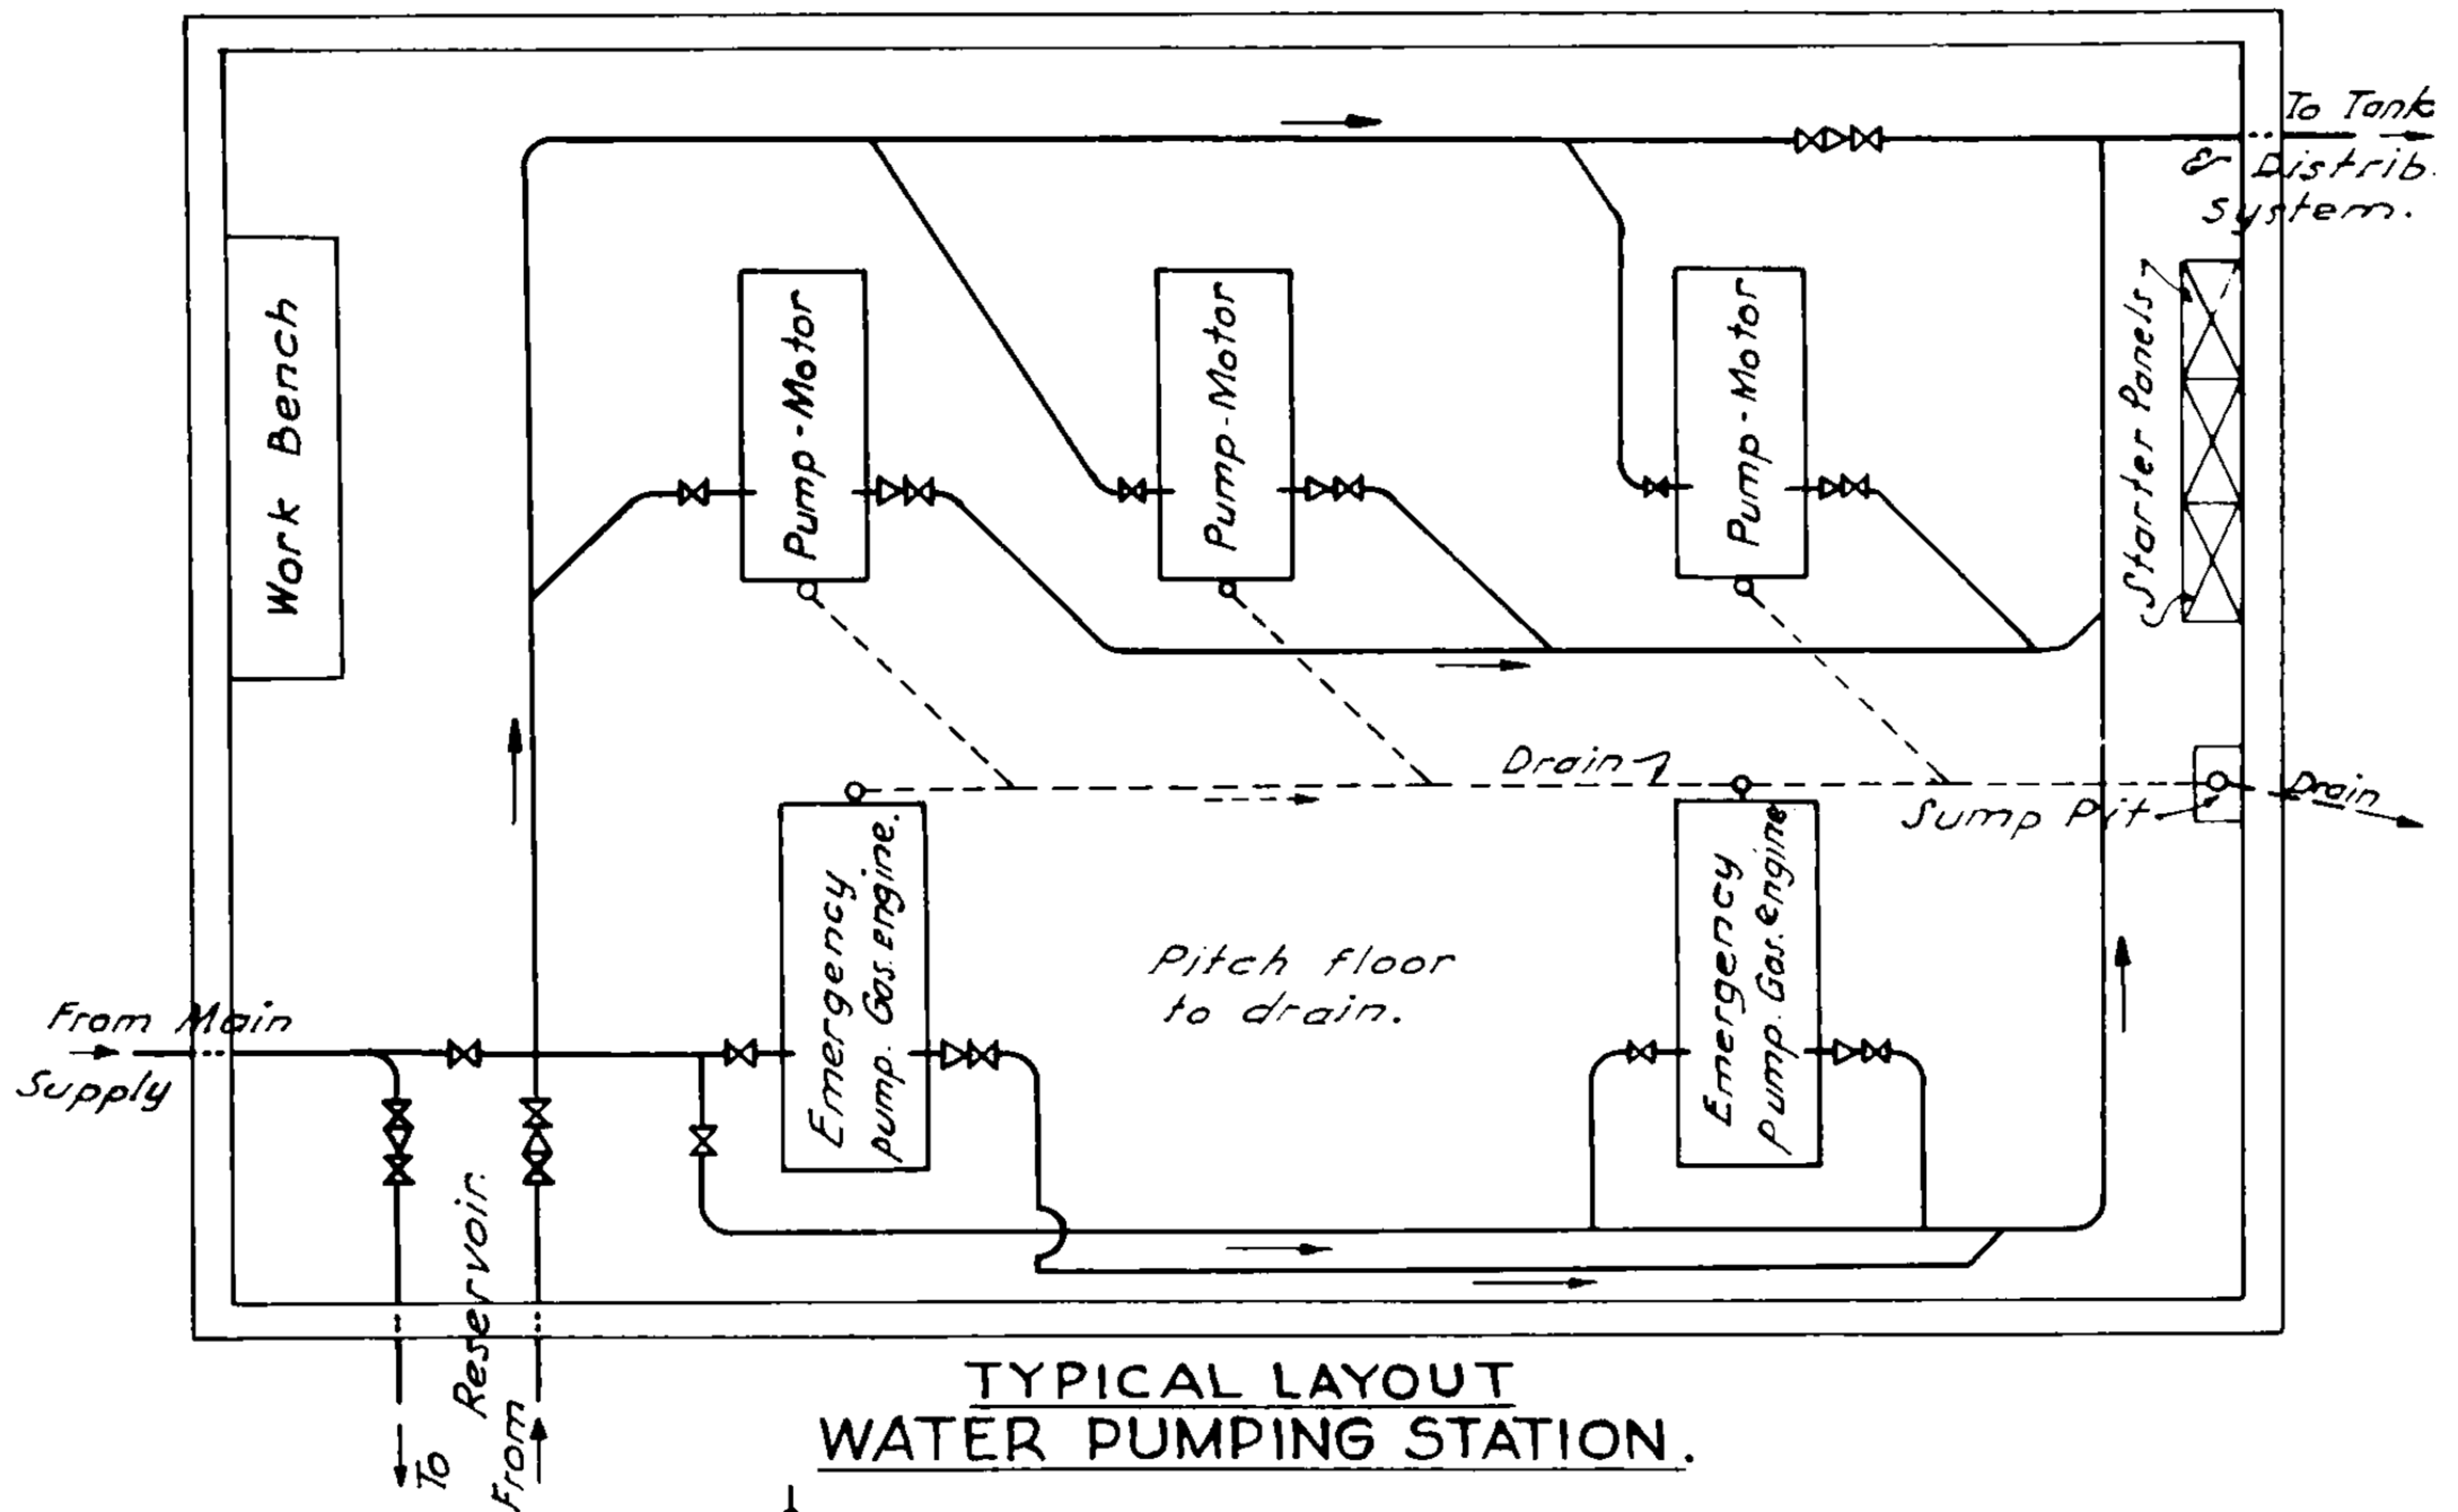 To Tank
& Distrib.
System.
Work Bench
Pump-Motor
Pump-Motor
Pump-Motor
Starter Panels
Drain
Sump Pit
Drain
Emergency
pump. Gas. engine.
Pitch floor
to drain.
Emergency
Pump. Gas. engine
From Main
Supply
Reservoir.
To
From
TYPICAL LAYOUT
WATER PUMPING STATION.